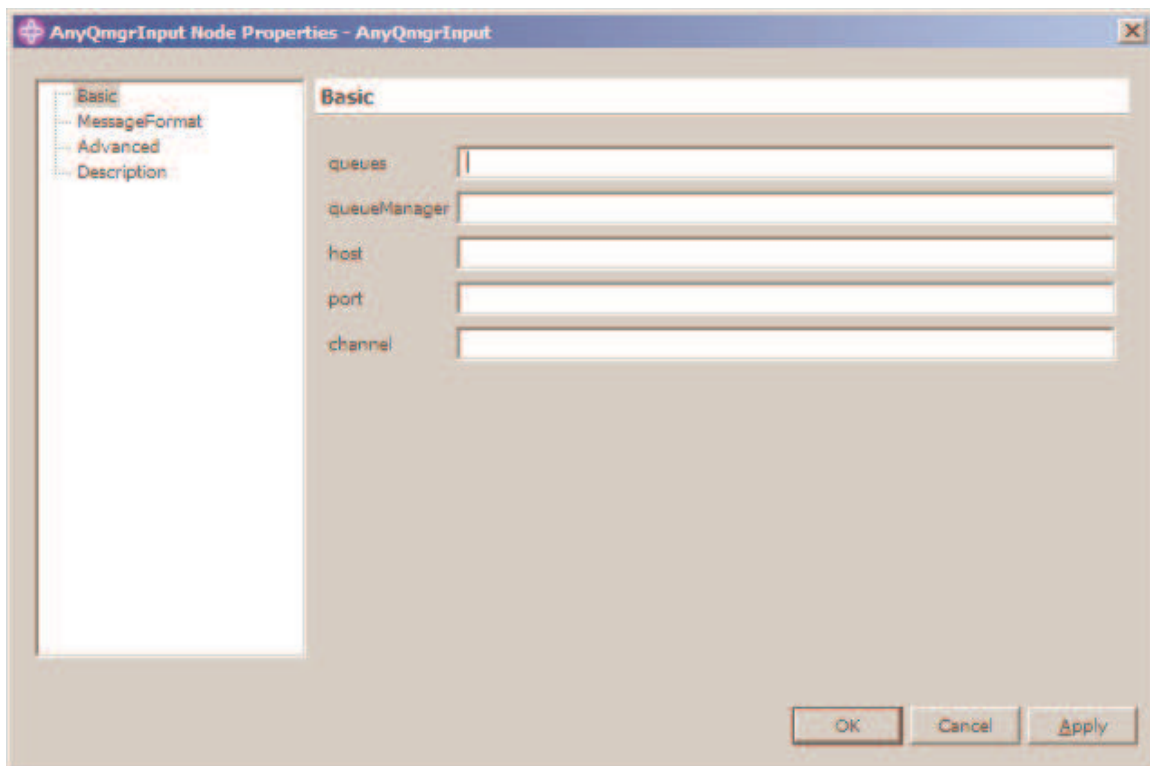 AnyQmgrInput Node Properties - AnyQmgrInput
Basic
MessageFormat
Advanced
Description
Basic
queues
queueManager
host
port
channel
OK Cancel Apply